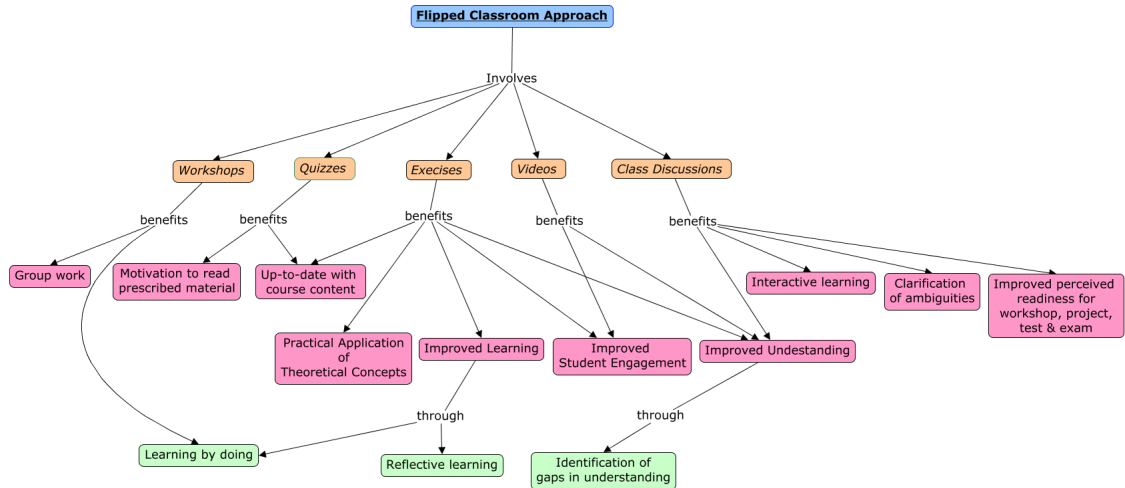 Flipped Classroom Approach
Involves
Workshops
Quizzes
Execises
Videos
Class Discussions
benefits
benefits
benefits
benefits
benefits
Group work
Motivation to read
prescribed material
Up-to-date with
course content
Interactive learning
Clarification
of ambiguities
Improved perceived
readiness for
workshop, project,
test & exam
Practical Application
of
Theoretical Concepts
Improved Learning
Improved
Student Engagement
Improved Undestanding
through
through
Learning by doing
Reflective learning
Identification of
gaps in understanding